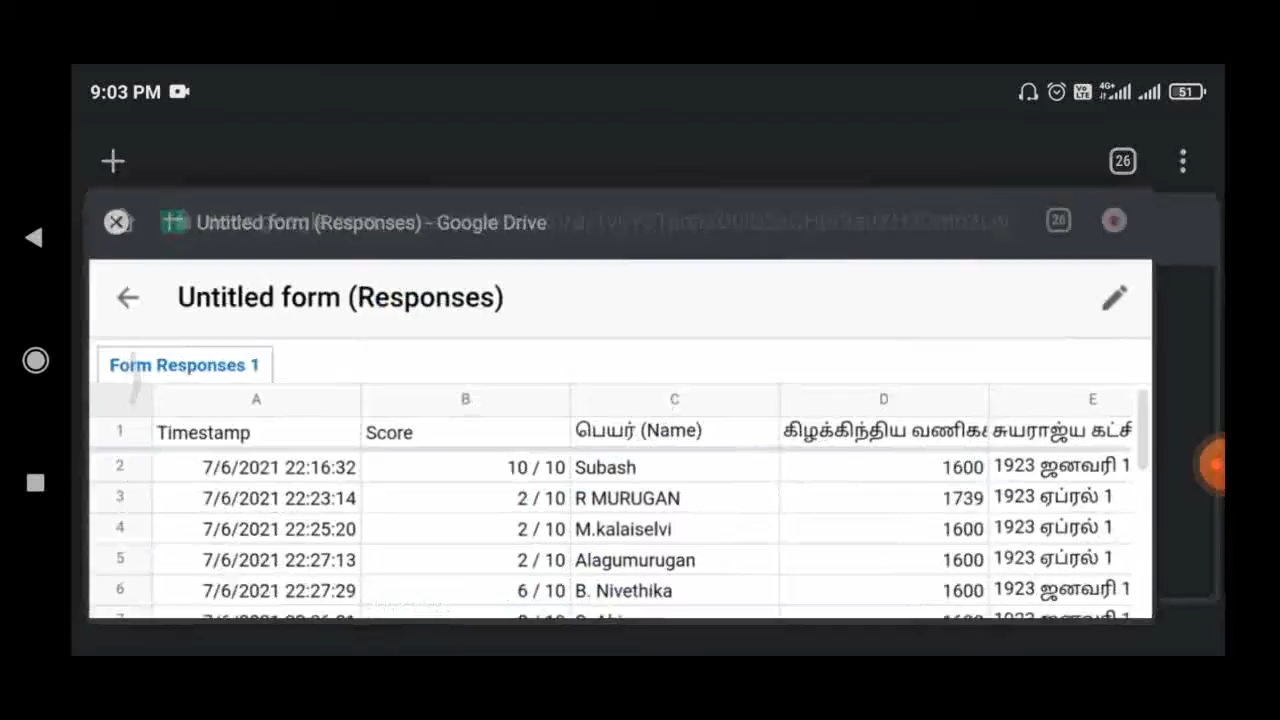 9:03 PM 4G+ Vo LTE 51
26
Untitled form (Responses) - Google Drive 26
Untitled form (Responses)
Form Responses 1
A B C D E
1 Timestamp Score பெயர் (Name) கிழக்கிந்திய வணிக சுயராஜ்ய கட்சி
2 7/6/2021 22:16:32 10 / 10 Subash 1600 1923 ஜனவரி 1
3 7/6/2021 22:23:14 2 / 10 R MURUGAN 1739 1923 ஏப்ரல் 1
4 7/6/2021 22:25:20 2 / 10 M.kalaiselvi 1600 1923 ஏப்ரல் 1
5 7/6/2021 22:27:13 2 / 10 Alagumurugan 1600 1923 ஏப்ரல் 1
6 7/6/2021 22:27:29 6 / 10 B. Nivethika 1600 1923 ஜனவரி 1